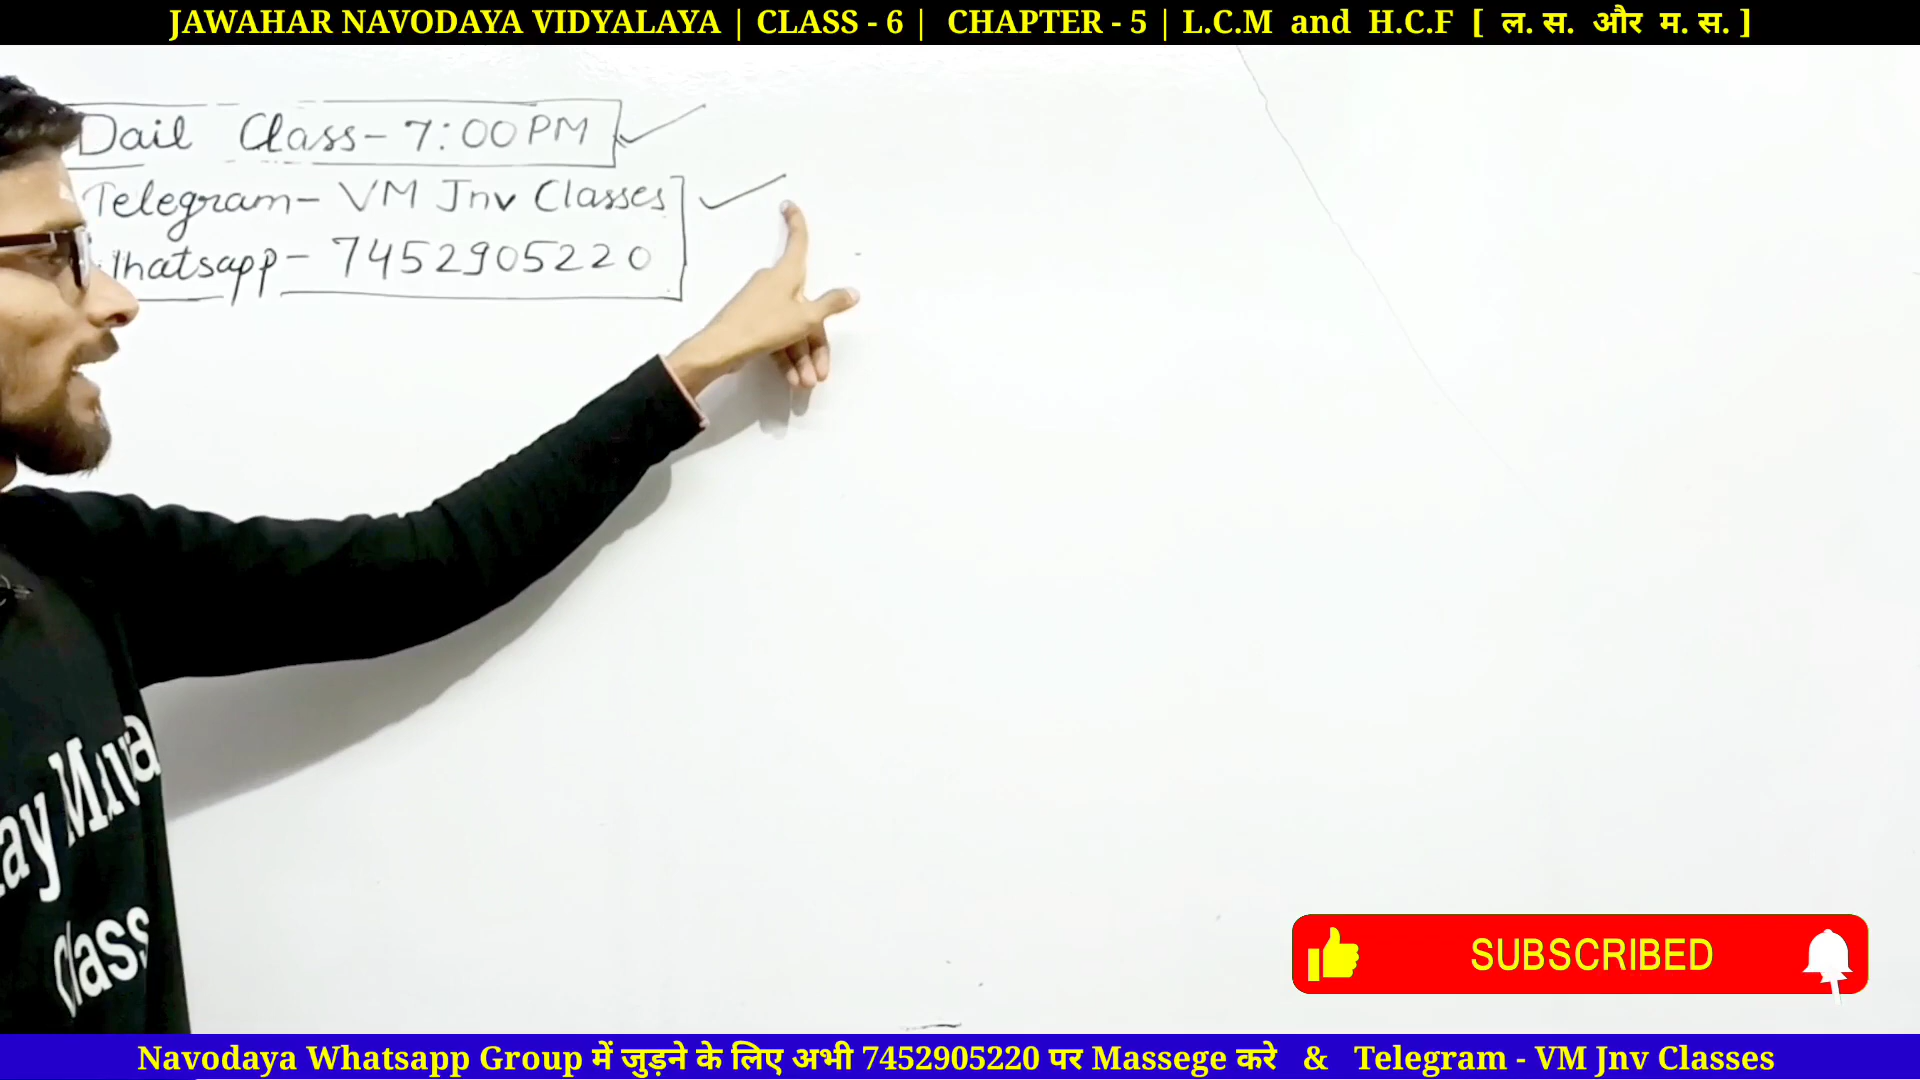 JAWAHAR NAVODAYA VIDYALAYA | CLASS - 6 | CHAPTER - 5 | L.C.M and H.C.F [ ल. स. और म. स. ]
Dail Class- 7:00 PM
Telegram- VM Jnv Classes
Whatsapp- 7452905220
class
SUBSCRIBED
Navodaya Whatsapp Group में जुड़ने के लिए अभी 7452905220 पर Massege करे & Telegram - VM Jnv Classes